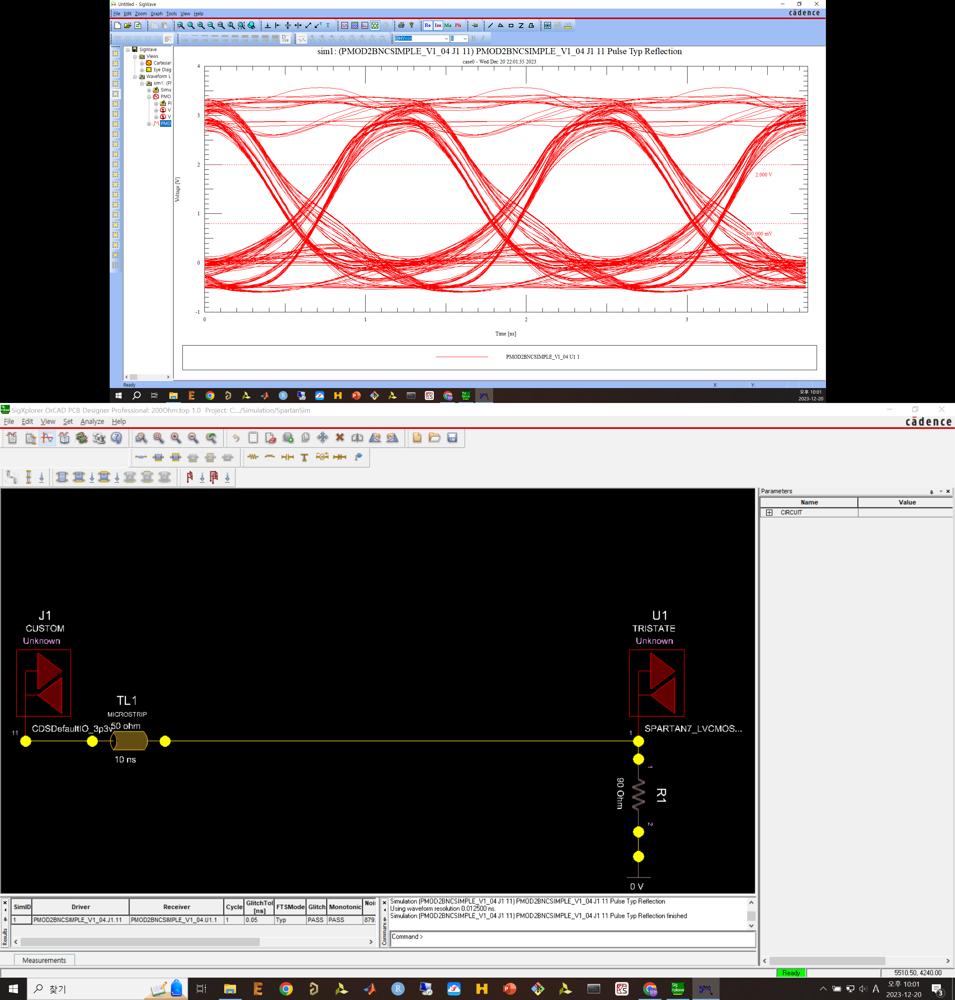 Untitled - SigWave
File Edit Zoom Graph Tools View Help
cādence
Re Im Ma Ph
SigWave
Views
Cartesian
Eye Diag
Waveform L
sim1: (PI
Simu
PMO
Pi
V
V
PMO
sim1: (PMOD2BNCSIMPLE_V1_04 J1 11) PMOD2BNCSIMPLE_V1_04 J1 11 Pulse Typ Reflection
case0 - Wed Dec 20 22:01:35 2023
4
3
2
1
0
-1
Voltage [V]
2.000 V
800.000 mV
0 1 2 3
Time [ns]
PMOD2BNCSIMPLE_V1_04 U1 1
Ready
X: Y:
오후 10:01
2023-12-20
SigXplorer OrCAD PCB Designer Professional: 200Ohm.top 1.0 Project: C:.../Simulation/SpartanSim
File Edit View Set Analyze Help
cādence
Parameters
Name Value
CIRCUIT
J1
CUSTOM
Unknown
11
CDSDefaultIO_3p3v
TL1
MICROSTRIP
50 ohm
10 ns
U1
TRISTATE
Unknown
1
SPARTAN7_LVCMOS...
1
90 Ohm
R1
2
0 V
SimID Driver Receiver Cycle GlitchTol [ns] FTSMode Glitch Monotonic Noi
1 PMOD2BNCSIMPLE_V1_04.J1.11 PMOD2BNCSIMPLE_V1_04.U1.1 1 0.05 Typ PASS PASS 879.
Results
Simulation (PMOD2BNCSIMPLE_V1_04 J1 11) PMOD2BNCSIMPLE_V1_04 J1 11 Pulse Typ Reflection
Using waveform resolution 0.012500 ns.
Simulation (PMOD2BNCSIMPLE_V1_04 J1 11) PMOD2BNCSIMPLE_V1_04 J1 11 Pulse Typ Reflection finished
Command >
Command
Measurements
Ready
5510.50, 4240.00
찾기
A
오후 10:01
2023-12-20
3